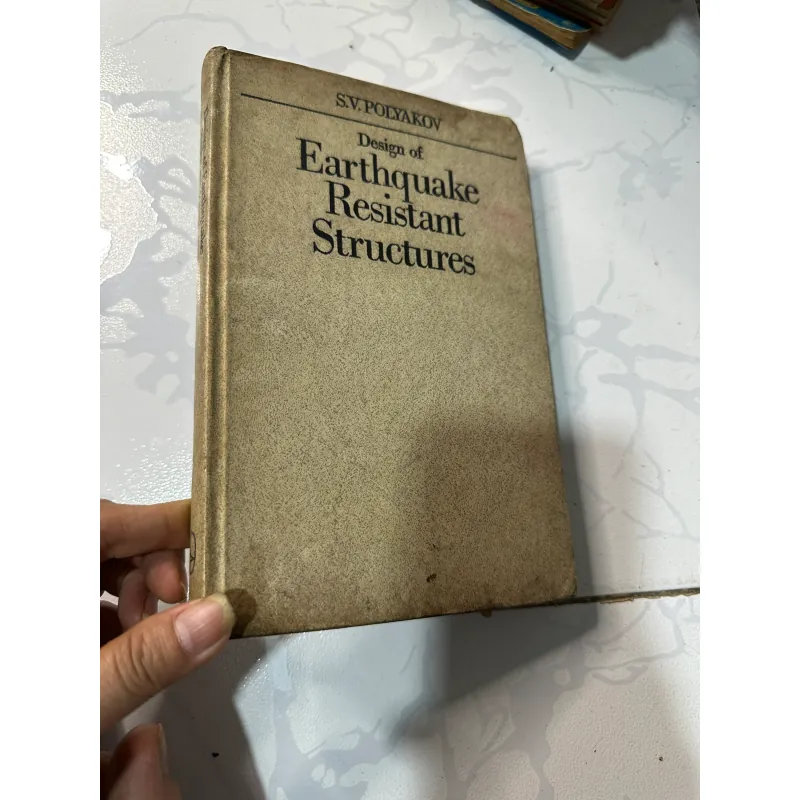 S.V. POLYAKOV
Design of
Earthquake
Resistant
Structures